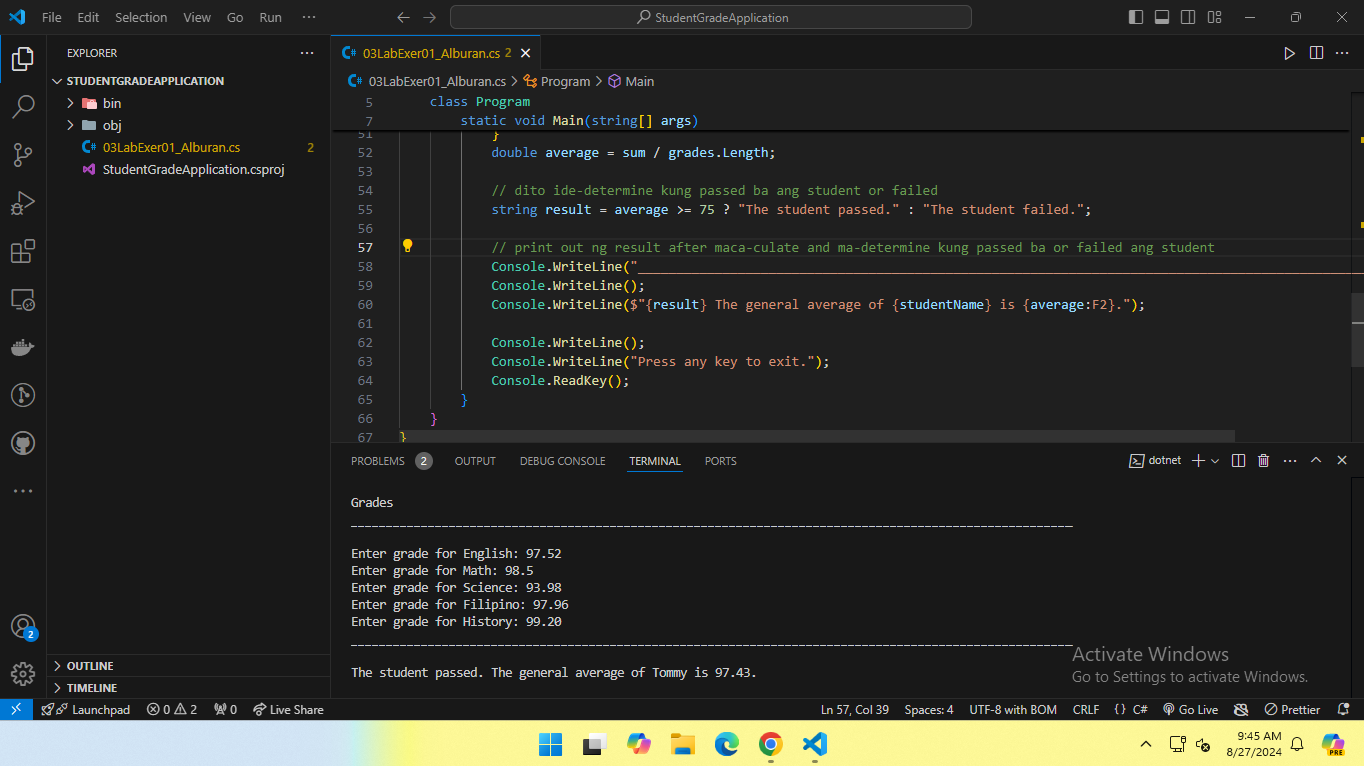 File Edit Selection View Go Run ··· StudentGradeApplication
EXPLORER ···
STUDENTGRADEAPPLICATION
bin
obj
03LabExer01_Alburan.cs 2
StudentGradeApplication.csproj
OUTLINE
TIMELINE
03LabExer01_Alburan.cs 2
03LabExer01_Alburan.cs > Program > Main
5 class Program
7 static void Main(string[] args)
51 }
52 double average = sum / grades.Length;
53
54 // dito ide-determine kung passed ba ang student or failed
55 string result = average >= 75 ? "The student passed." : "The student failed.";
56
57 // print out ng result after maca-culate and ma-determine kung passed ba or failed ang student
58 Console.WriteLine("______________________________________________________________________________________________
59 Console.WriteLine();
60 Console.WriteLine($"{result} The general average of {studentName} is {average:F2}.");
61
62 Console.WriteLine();
63 Console.WriteLine("Press any key to exit.");
64 Console.ReadKey();
65 }
66 }
67 }
PROBLEMS 2 OUTPUT DEBUG CONSOLE TERMINAL PORTS dotnet
Grades
_______________________________________________________________________________________________________
Enter grade for English: 97.52
Enter grade for Math: 98.5
Enter grade for Science: 93.98
Enter grade for Filipino: 97.96
Enter grade for History: 99.20
_______________________________________________________________________________________________________
The student passed. The general average of Tommy is 97.43.
Activate Windows
Go to Settings to activate Windows.
2
Launchpad 0 2 0 Live Share Ln 57, Col 39 Spaces: 4 UTF-8 with BOM CRLF {} C# Go Live Prettier
9:45 AM
8/27/2024
PRE